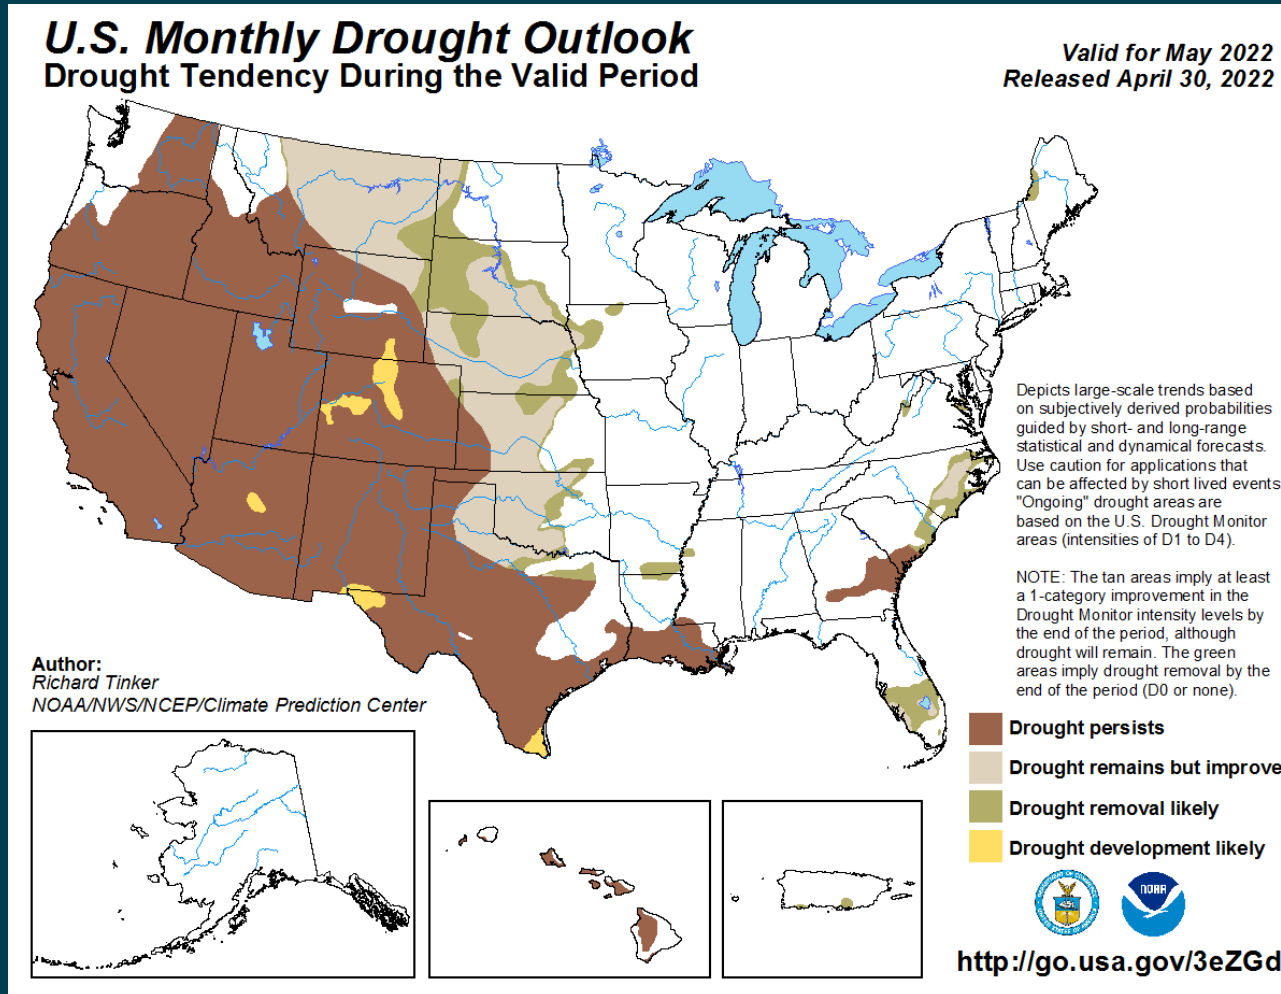 U.S. Monthly Drought Outlook
Drought Tendency During the Valid Period
Valid for May 2022
Released April 30, 2022
Depicts large-scale trends based
on subjectively derived probabilities
guided by short- and long-range
statistical and dynamical forecasts.
Use caution for applications that
can be affected by short lived events.
"Ongoing" drought areas are
based on the U.S. Drought Monitor
areas (intensities of D1 to D4).
NOTE: The tan areas imply at least
a 1-category improvement in the
Drought Monitor intensity levels by
the end of the period, although
drought will remain. The green
areas imply drought removal by the
end of the period (D0 or none).
Author:
Richard Tinker
NOAA/NWS/NCEP/Climate Prediction Center
Drought persists
Drought remains but improve
Drought removal likely
Drought development likely
NOAA
http://go.usa.gov/3eZGd